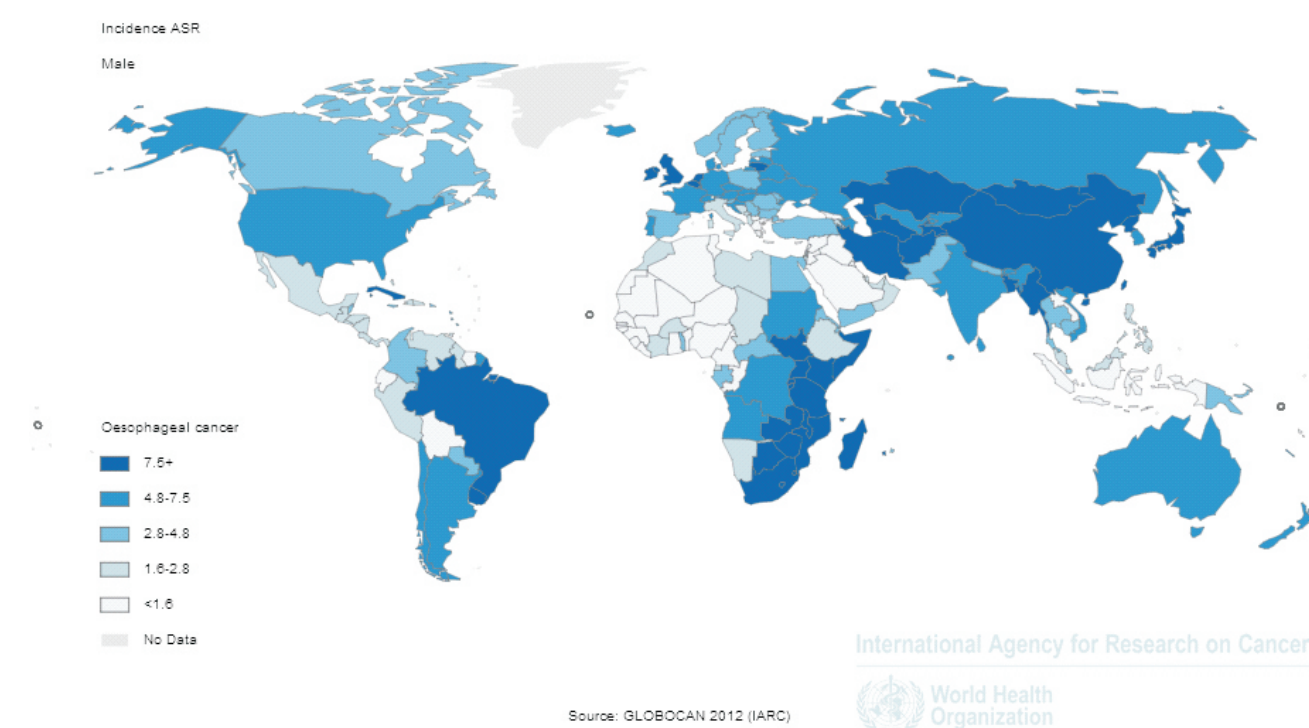 Incidence ASR
Male
Oesophageal cancer
7.5+
4.8-7.5
2.8-4.8
1.6-2.8
<1.6
No Data
International Agency for Research on Cancer
World Health
Organization
Source: GLOBOCAN 2012 (IARC)